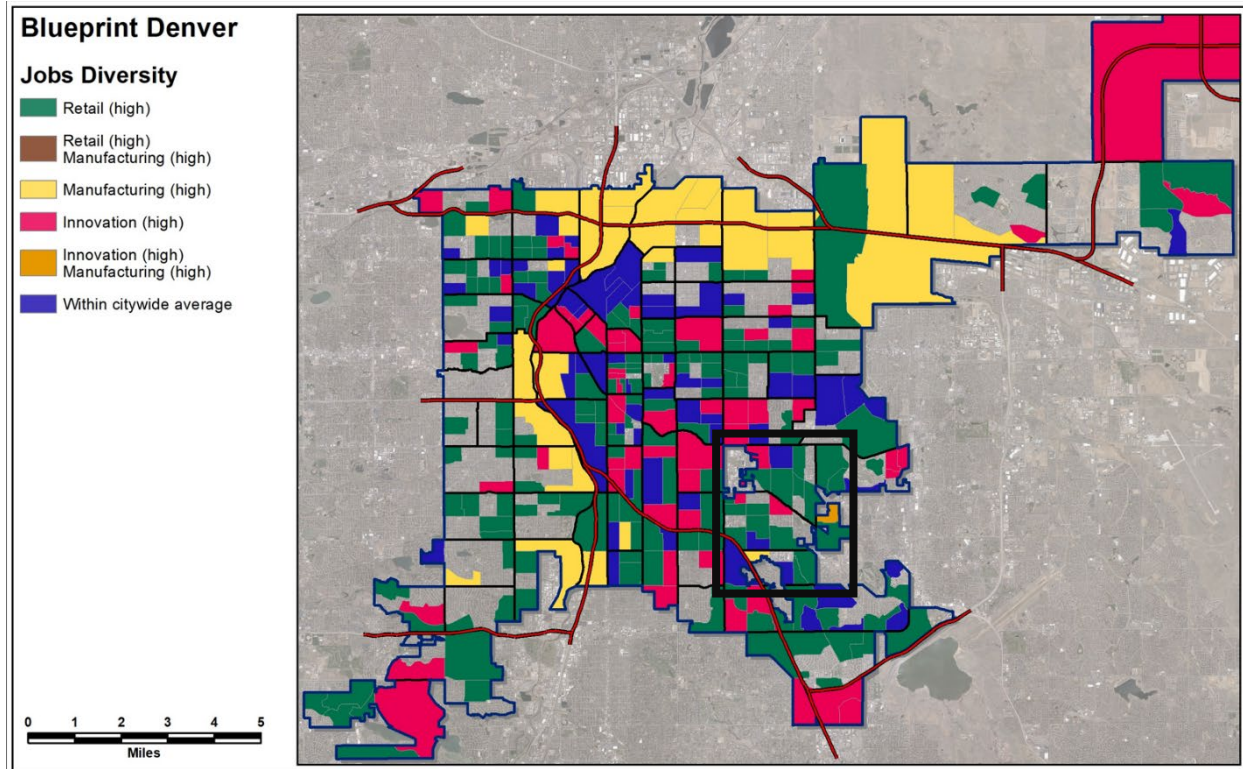 Blueprint Denver
Jobs Diversity
Retail (high)
Retail (high)
Manufacturing (high)
Manufacturing (high)
Innovation (high)
Innovation (high)
Manufacturing (high)
Within citywide average
0 1 2 3 4 5
Miles